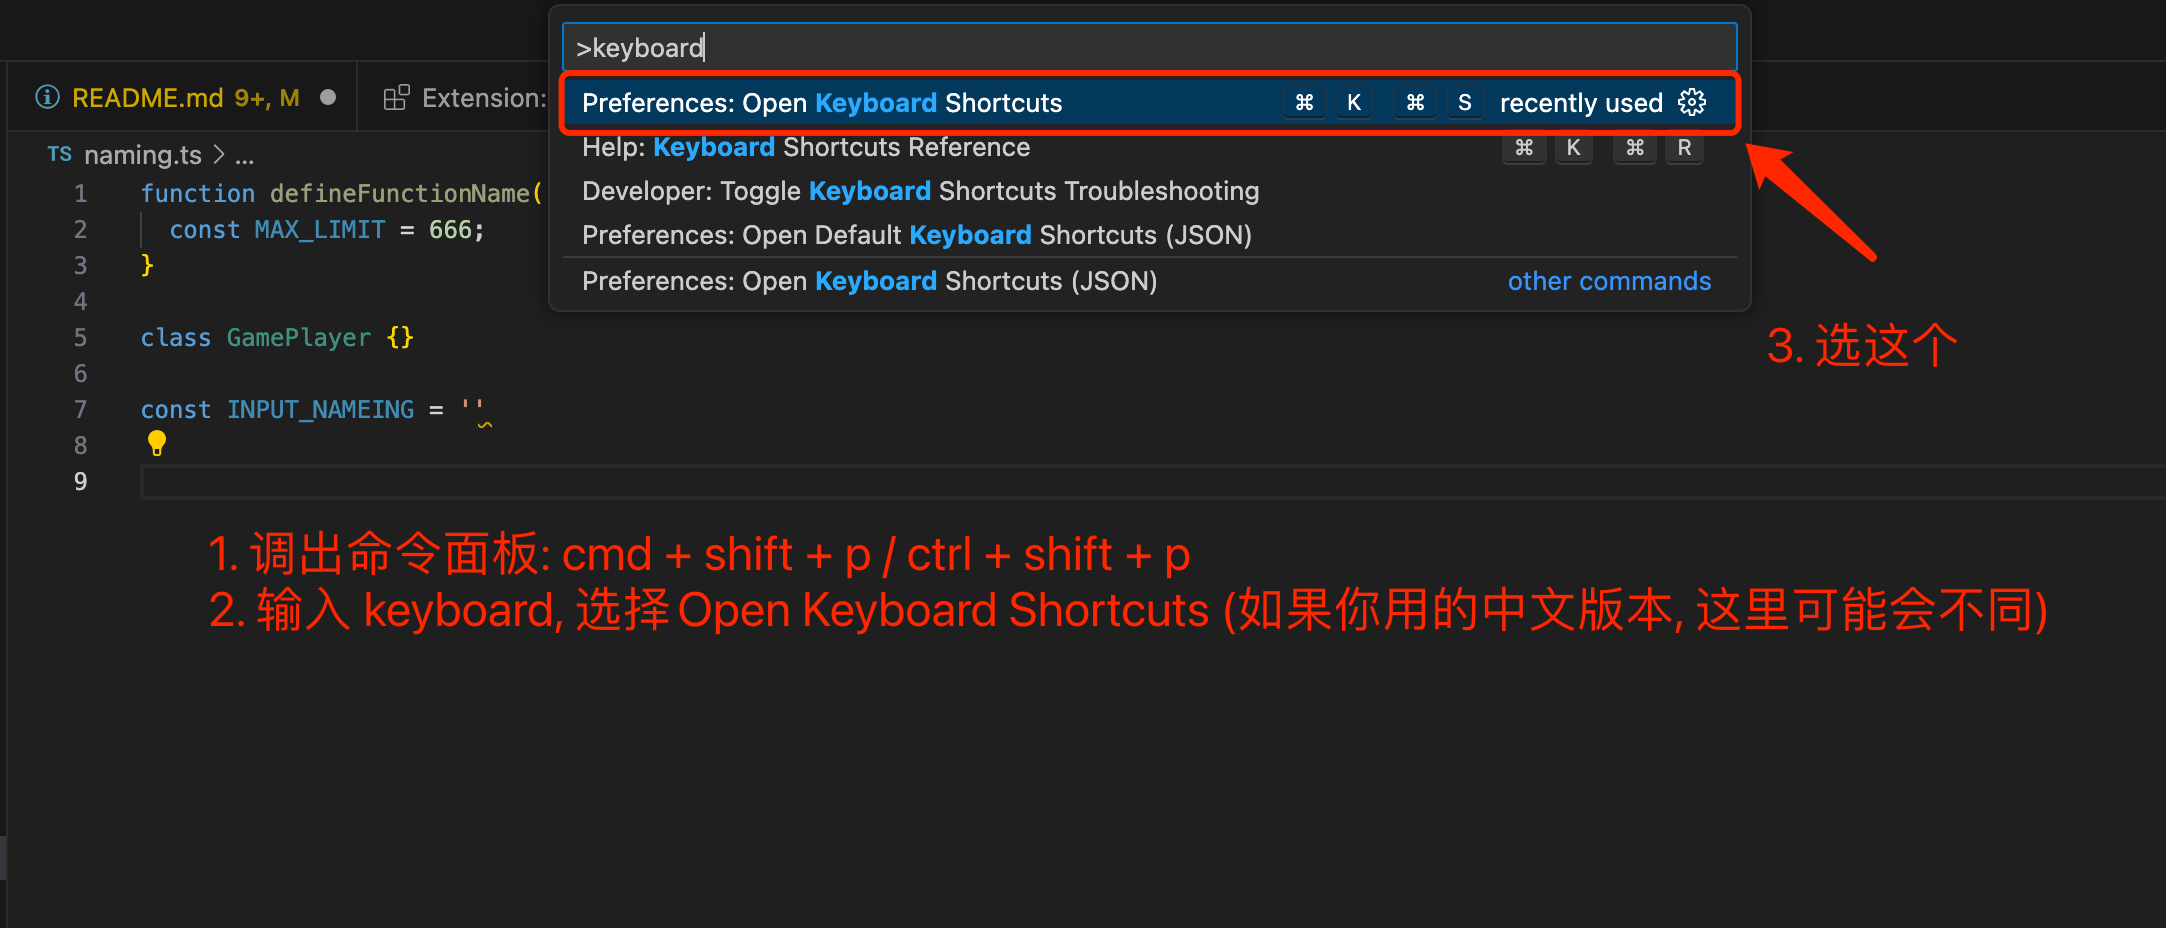 >keyboard
Preferences: Open Keyboard Shortcuts ⌘ K ⌘ S recently used
Help: Keyboard Shortcuts Reference ⌘ K ⌘ R
Developer: Toggle Keyboard Shortcuts Troubleshooting
Preferences: Open Default Keyboard Shortcuts (JSON)
Preferences: Open Keyboard Shortcuts (JSON) other commands
README.md 9+, M ● Extension:
TS naming.ts > ...
1 function defineFunctionName(
2 const MAX_LIMIT = 666;
3 }
4
5 class GamePlayer {}
6
7 const INPUT_NAMEING = ''
8
9
3. 选这个
1. 调出命令面板: cmd + shift + p / ctrl + shift + p
2. 输入 keyboard, 选择 Open Keyboard Shortcuts (如果你用的中文版本, 这里可能会不同)